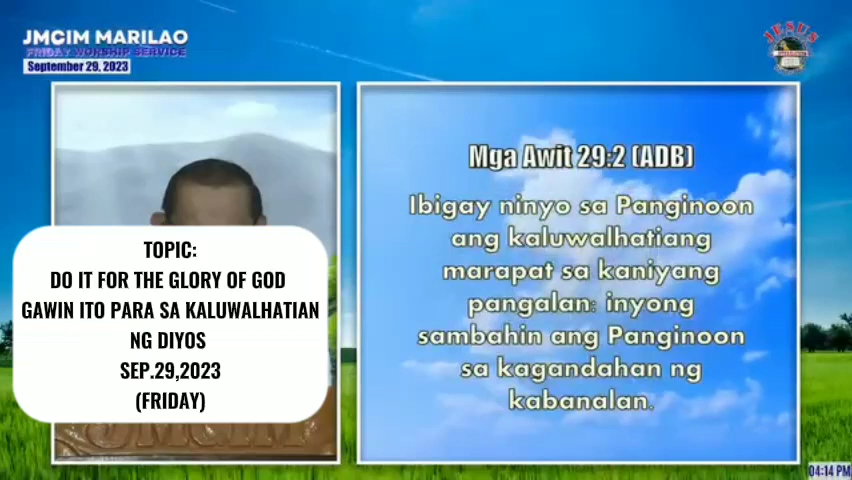 JMCIM MARILAO
FRIDAY WORSHIP SERVICE
September 29, 2023
JESUS
Mga Awit 29:2 (ADB)
Ibigay ninyo sa Panginoon
ang kaluwalhatiang
marapat sa kaniyang
pangalan; inyong
sambahin ang Panginoon
sa kagandahan ng
kabanalan.
TOPIC:
DO IT FOR THE GLORY OF GOD
GAWIN ITO PARA SA KALUWALHATIAN
NG DIYOS
SEP.29,2023
(FRIDAY)
JMCIM
04:14 PM